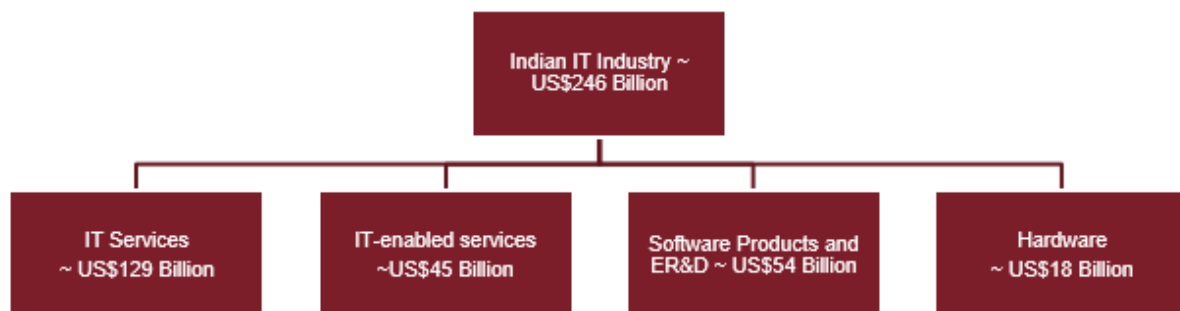 Indian IT Industry ~
US$246 Billion
IT Services
~ US$129 Billion
IT-enabled services
~US$45 Billion
Software Products and
ER&D ~ US$54 Billion
Hardware
~ US$18 Billion